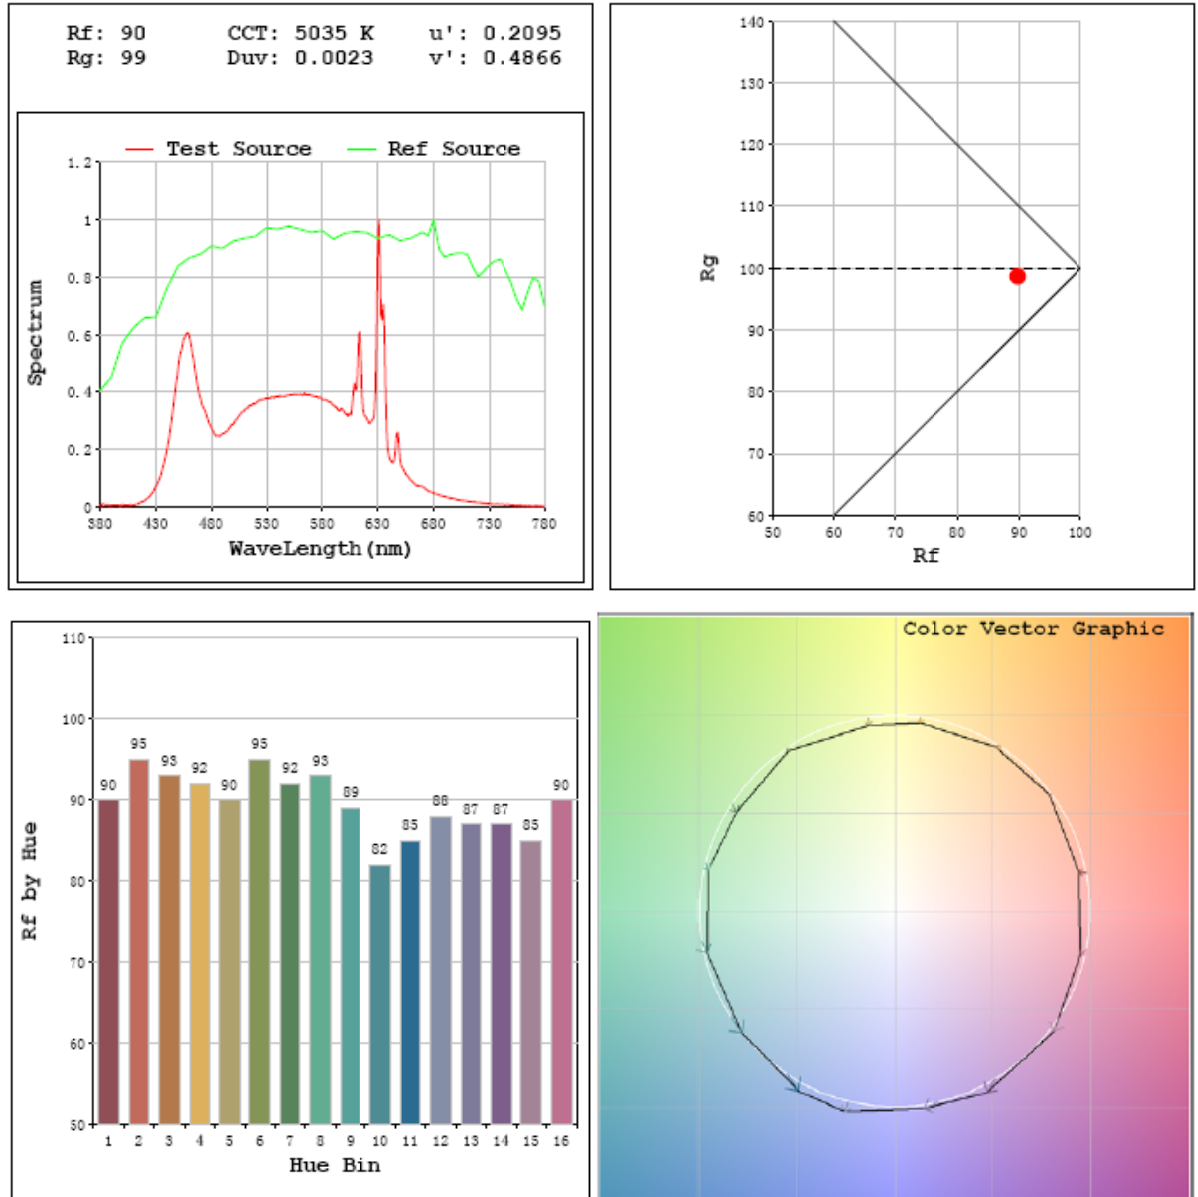 Rf: 90 CCT: 5035 K u': 0.2095
Rg: 99 Duv: 0.0023 v': 0.4866
Test Source Ref Source
Spectrum
1.2
1
0.8
0.6
0.4
0.2
0
380 430 480 530 580 630 680 730 780
WaveLength(nm)
140
130
120
110
100
90
80
70
60
Rg
50 60 70 80 90 100
Rf
110
100
90
80
70
60
50
Rf by Hue
90 95 93 92 90 95 92 93 89 82 85 88 87 87 85 90
1 2 3 4 5 6 7 8 9 10 11 12 13 14 15 16
Hue Bin
Color Vector Graphic